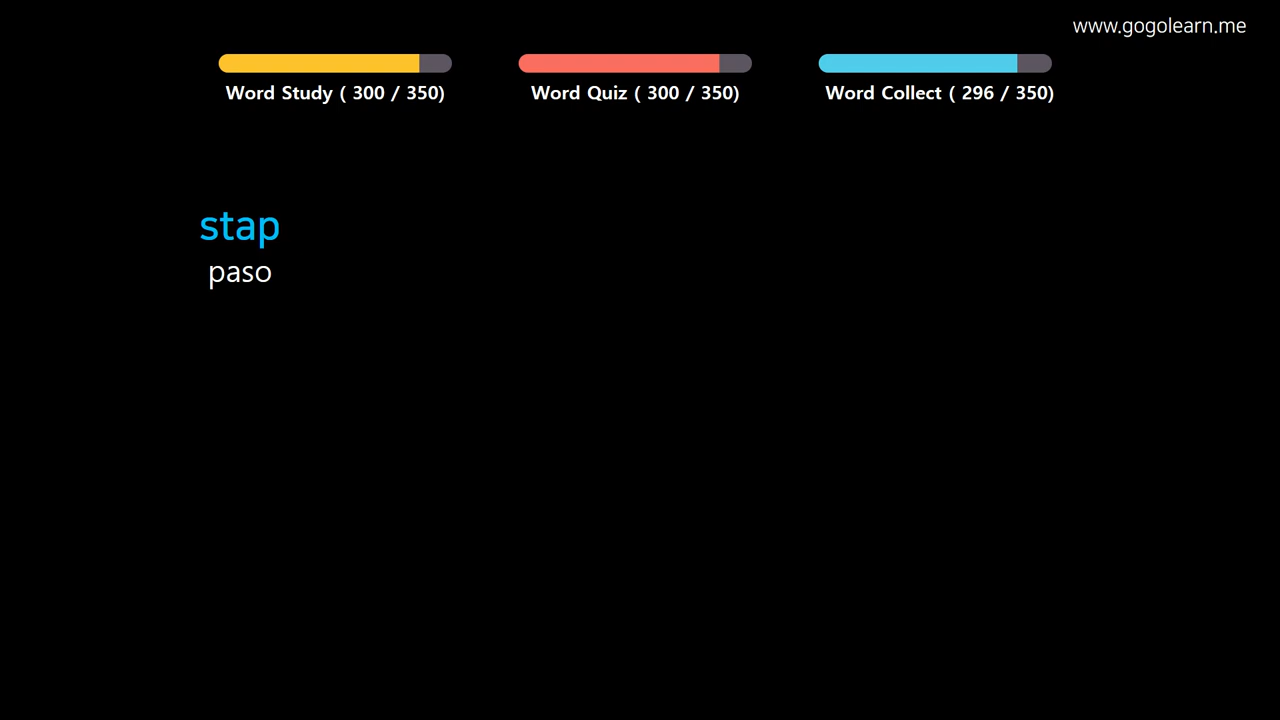 www.gogolearn.me
Word Study ( 300 / 350)
Word Quiz ( 300 / 350)
Word Collect ( 296 / 350)
stap
paso